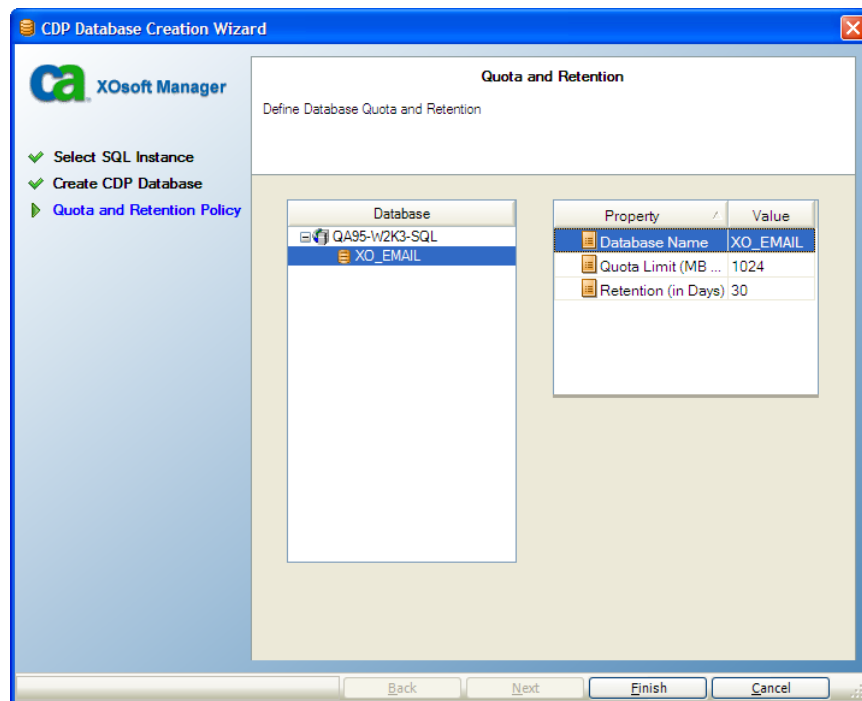 CDP Database Creation Wizard
ca
XOsoft Manager
Select SQL Instance
Create CDP Database
Quota and Retention Policy
Quota and Retention
Define Database Quota and Retention
Database
QA95-W2K3-SQL
XO_EMAIL
Property Value
Database Name XO_EMAIL
Quota Limit (MB ... 1024
Retention (in Days) 30
Back Next Finish Cancel